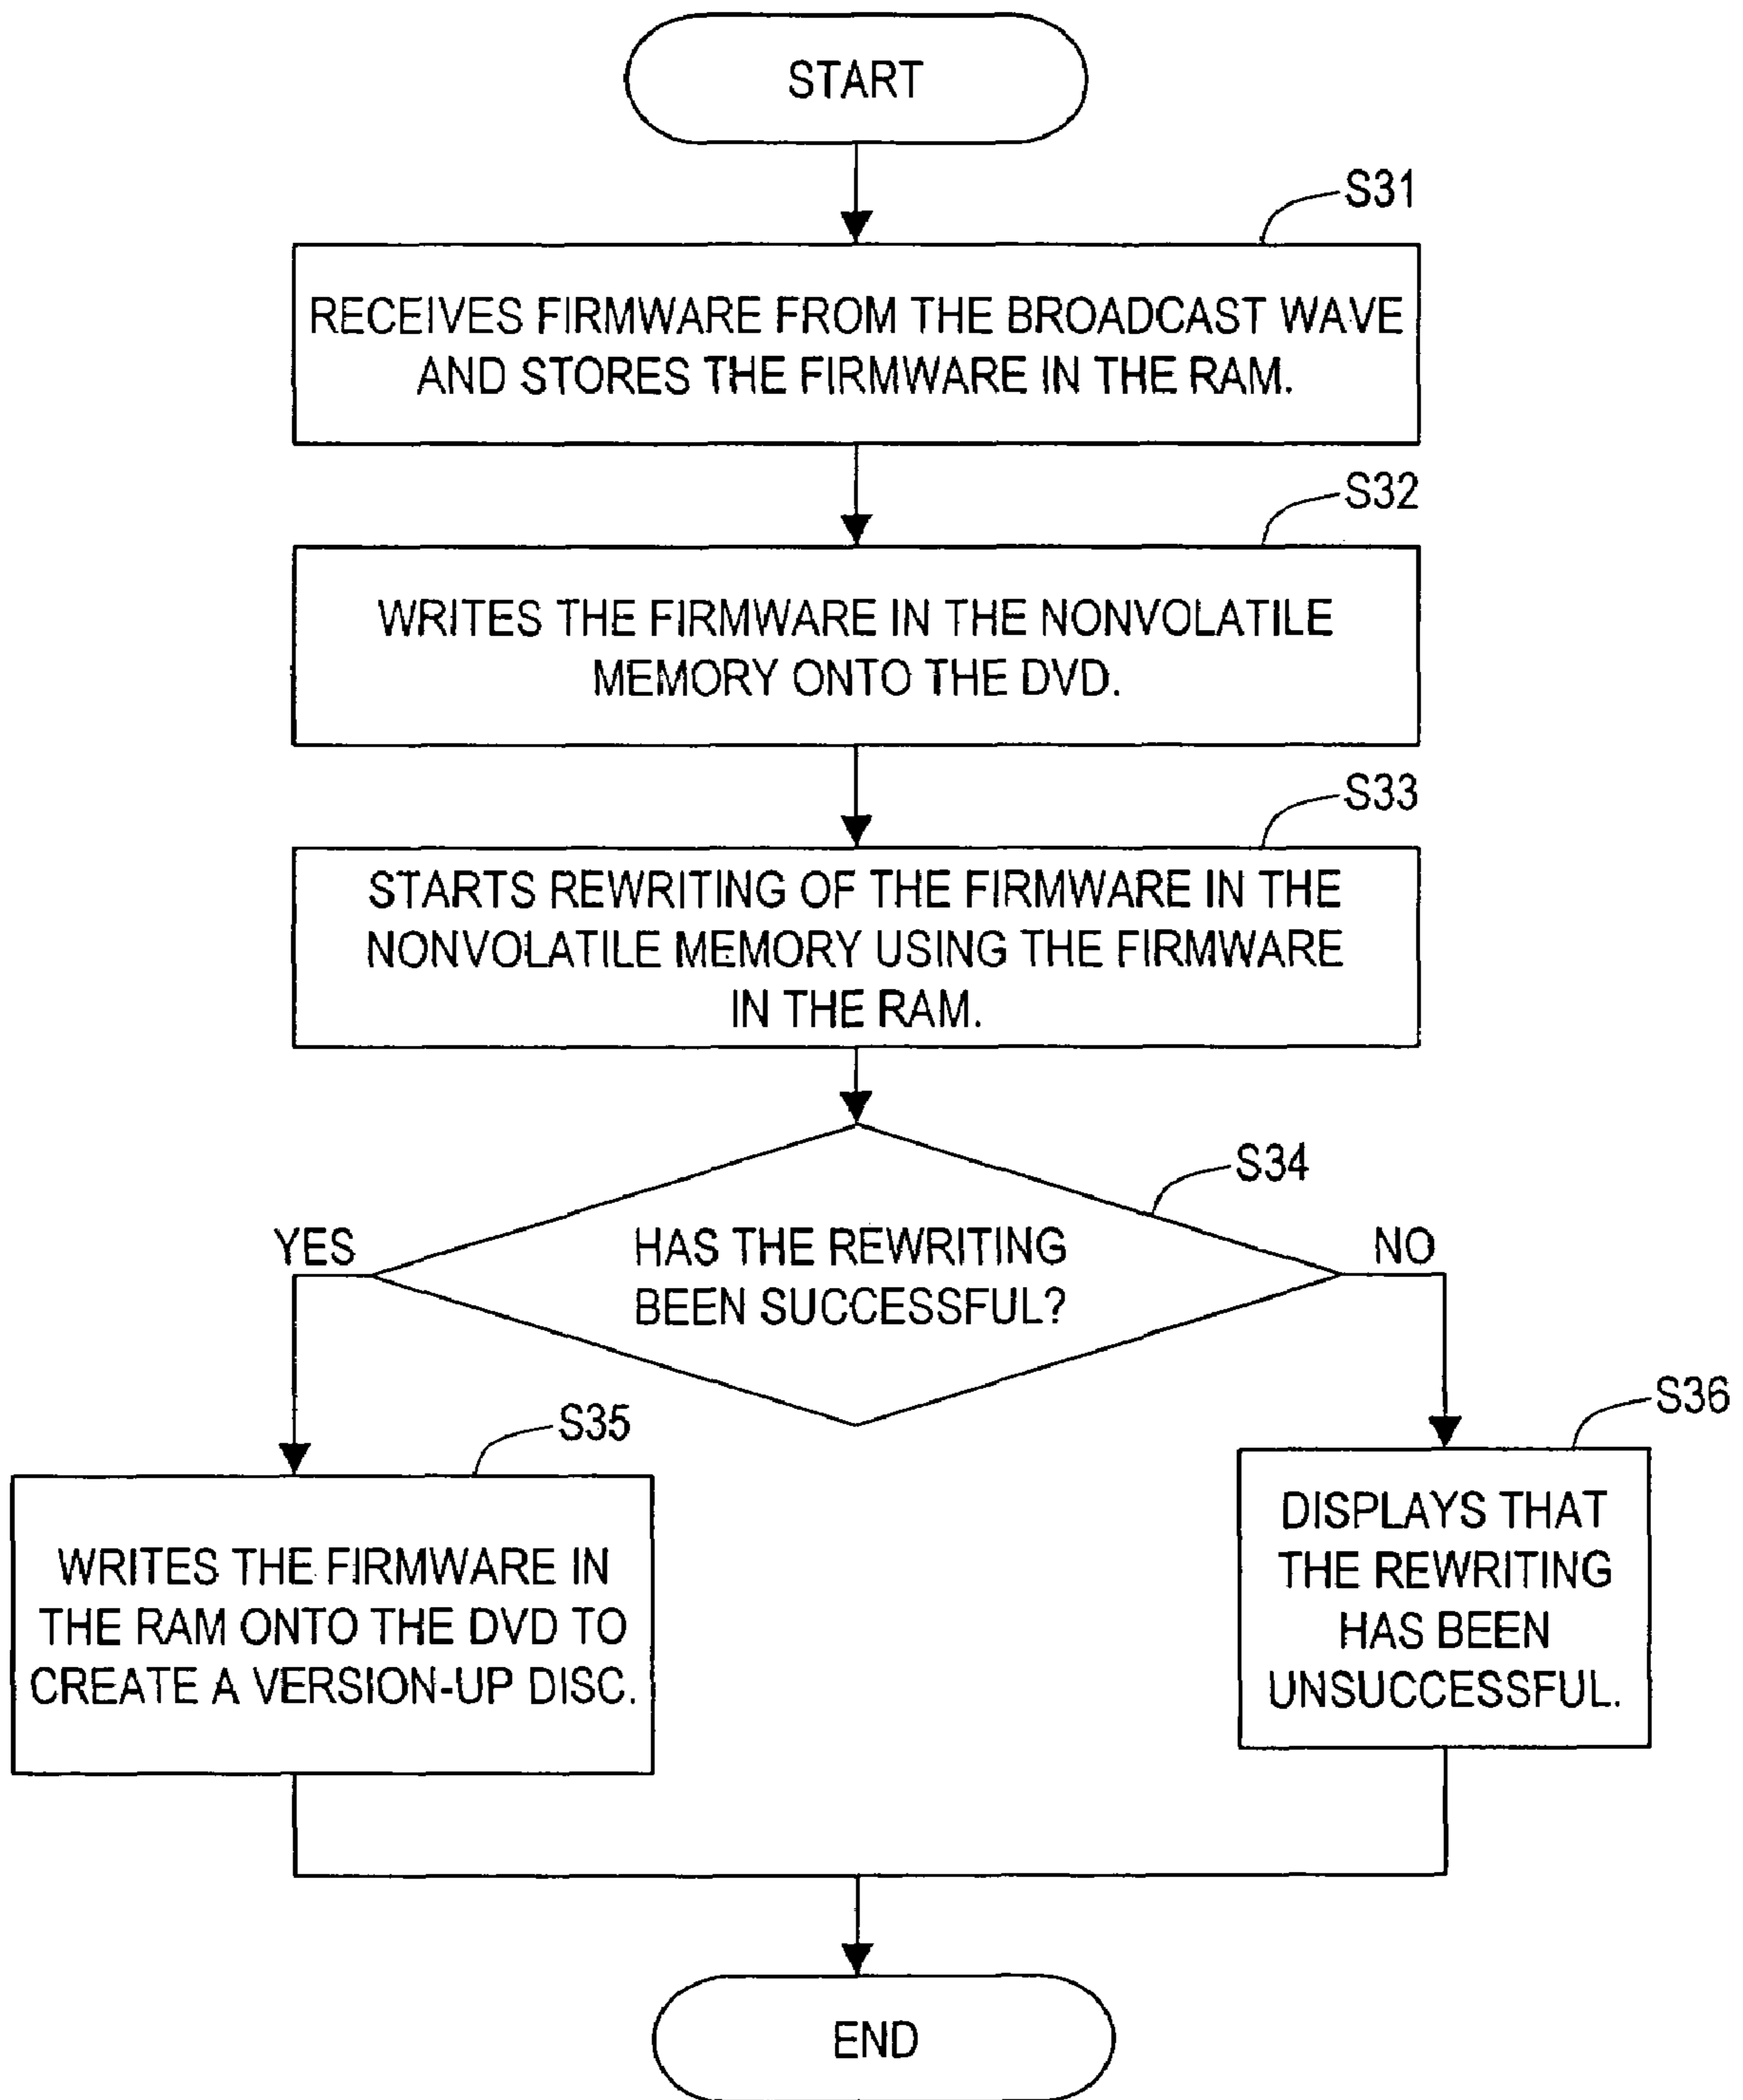 START
S31
RECEIVES FIRMWARE FROM THE BROADCAST WAVE
AND STORES THE FIRMWARE IN THE RAM.
S32
WRITES THE FIRMWARE IN THE NONVOLATILE
MEMORY ONTO THE DVD.
S33
STARTS REWRITING OF THE FIRMWARE IN THE
NONVOLATILE MEMORY USING THE FIRMWARE
IN THE RAM.
S34
YES
HAS THE REWRITING
BEEN SUCCESSFUL?
NO
S35
WRITES THE FIRMWARE IN
THE RAM ONTO THE DVD TO
CREATE A VERSION-UP DISC.
S36
DISPLAYS THAT
THE REWRITING
HAS BEEN
UNSUCCESSFUL.
END